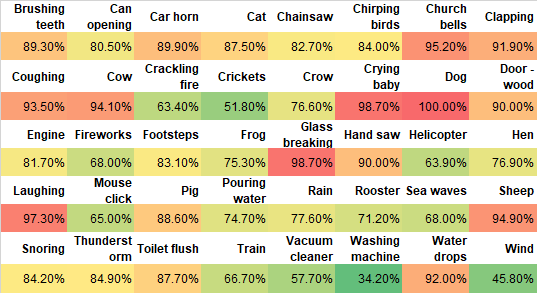 Brushing teeth Can opening Car horn Cat Chainsaw Chirping birds Church bells Clapping
89.30% 80.50% 89.90% 87.50% 82.70% 84.00% 95.20% 91.90%
Coughing Cow Crackling fire Crickets Crow Crying baby Dog Door - wood
93.50% 94.10% 63.40% 51.80% 76.60% 98.70% 100.00% 90.00%
Engine Fireworks Footsteps Frog Glass breaking Hand saw Helicopter Hen
81.70% 68.00% 83.10% 75.30% 98.70% 90.00% 63.90% 76.90%
Laughing Mouse click Pig Pouring water Rain Rooster Sea waves Sheep
97.30% 65.00% 88.60% 74.70% 77.60% 71.20% 68.00% 94.90%
Snoring Thunderst orm Toilet flush Train Vacuum cleaner Washing machine Water drops Wind
84.20% 84.90% 87.70% 66.70% 57.70% 34.20% 92.00% 45.80%